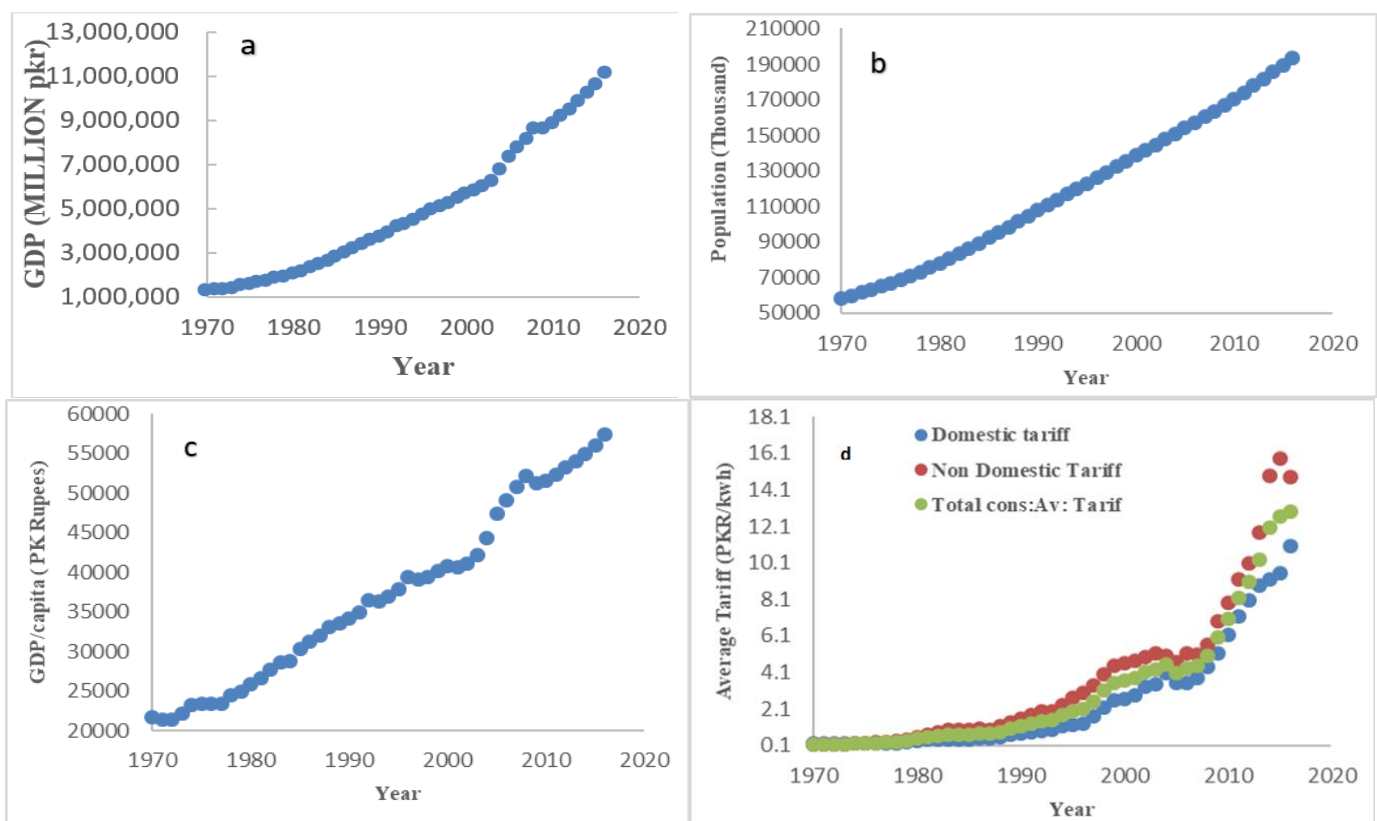 a
GDP (MILLION pkr)
13,000,000
11,000,000
9,000,000
7,000,000
5,000,000
3,000,000
1,000,000
1970 1980 1990 2000 2010 2020
Year
b
Population (Thousand)
210000
190000
170000
150000
130000
110000
90000
70000
50000
1970 1980 1990 2000 2010 2020
Year
c
GDP/capita ( PK Rupees)
60000
55000
50000
45000
40000
35000
30000
25000
20000
1970 1980 1990 2000 2010 2020
Year
d
Average Tariff (PKR/kwh)
18.1
16.1
14.1
12.1
10.1
8.1
6.1
4.1
2.1
0.1
Domestic tariff
Non Domestic Tariff
Total cons:Av: Tarif
1970 1980 1990 2000 2010 2020
Year